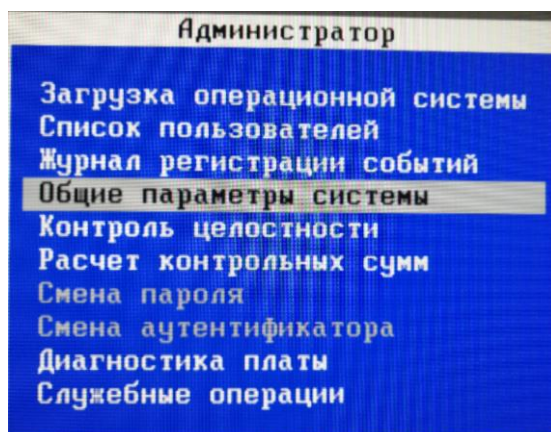 Администратор
Загрузка операционной системы
Список пользователей
Журнал регистрации событий
Общие параметры системы
Контроль целостности
Расчет контрольных сумм
Смена пароля
Смена аутентификатора
Диагностика платы
Служебные операции